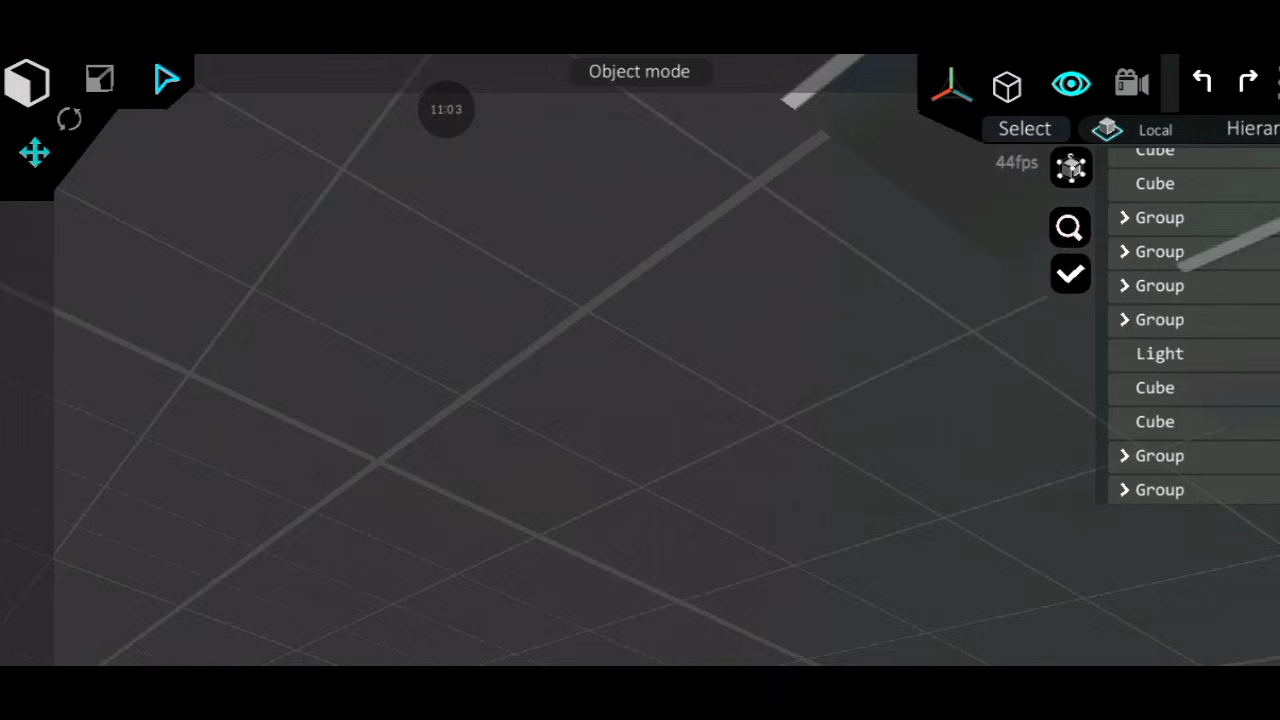 Object mode
11:03
Select
Local
Hierar
44fps
Cube
Cube
Group
Group
Group
Group
Light
Cube
Cube
Group
Group